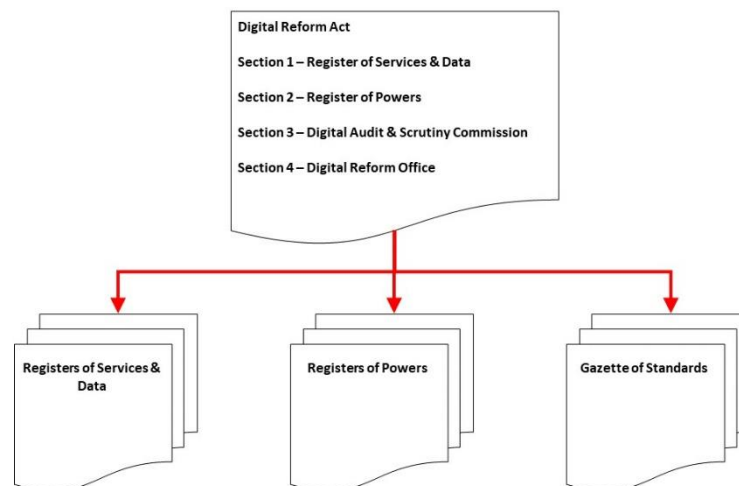 Digital Reform Act
Section 1 – Register of Services & Data
Section 2 – Register of Powers
Section 3 – Digital Audit & Scrutiny Commission
Section 4 – Digital Reform Office
Registers of Services &
Data
Registers of Powers
Gazette of Standards